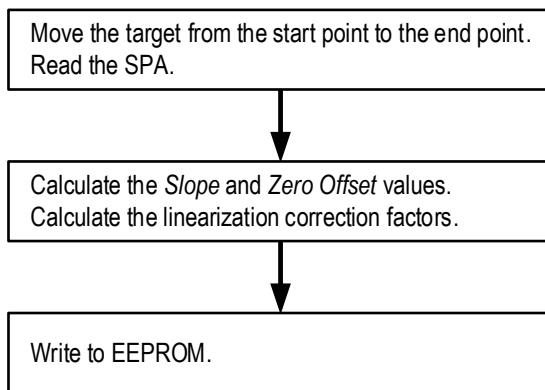 Move the target from the start point to the end point.
Read the SPA.
Calculate the Slope and Zero Offset values.
Calculate the linearization correction factors.
Write to EEPROM.